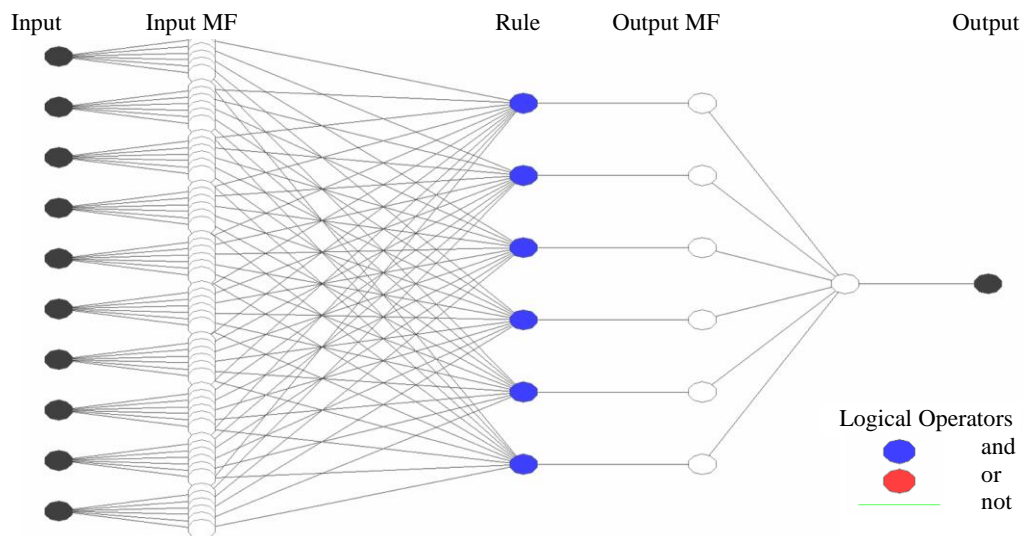 Input Input MF Rule Output MF Output
Logical Operators
and
or
not